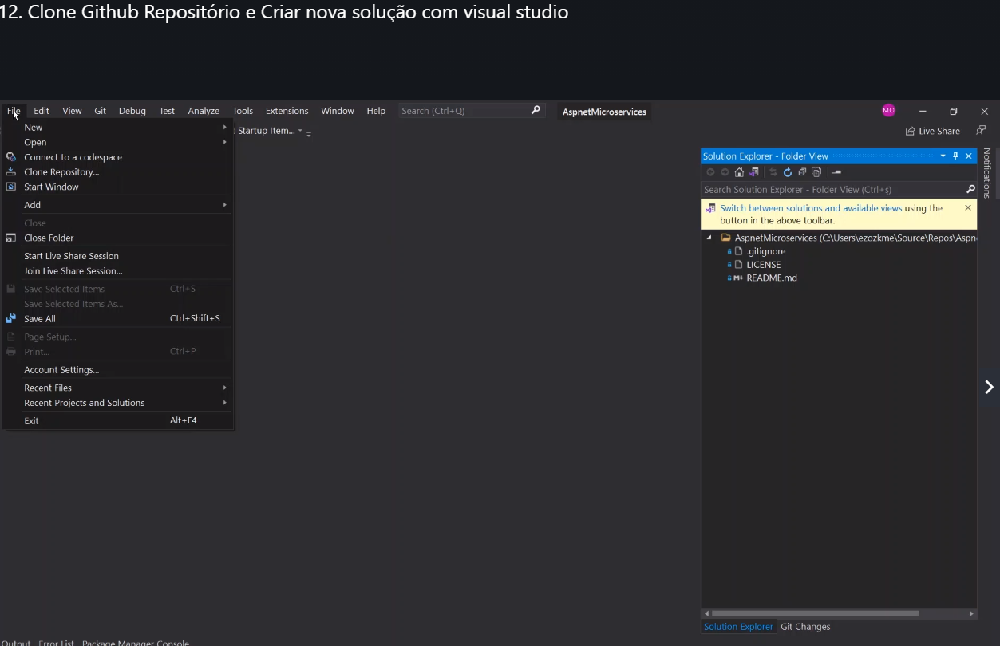 12. Clone Github Repositório e Criar nova solução com visual studio
File Edit View Git Debug Test Analyze Tools Extensions Window Help Search (Ctrl+Q) AspnetMicroservices MO
Startup Item... Live Share
New
Open
Connect to a codespace
Clone Repository...
Start Window
Add
Close
Close Folder
Start Live Share Session
Join Live Share Session...
Save Selected Items Ctrl+S
Save Selected Items As...
Save All Ctrl+Shift+S
Page Setup...
Print... Ctrl+P
Account Settings...
Recent Files
Recent Projects and Solutions
Exit Alt+F4
Solution Explorer - Folder View
Search Solution Explorer - Folder View (Ctrl+ş)
Switch between solutions and available views using the
button in the above toolbar.
AspnetMicroservices (C:\Users\ezozkme\Source\Repos\Aspn
.gitignore
LICENSE
M+ README.md
Notifications
Solution Explorer Git Changes
Output Error List Package Manager Console